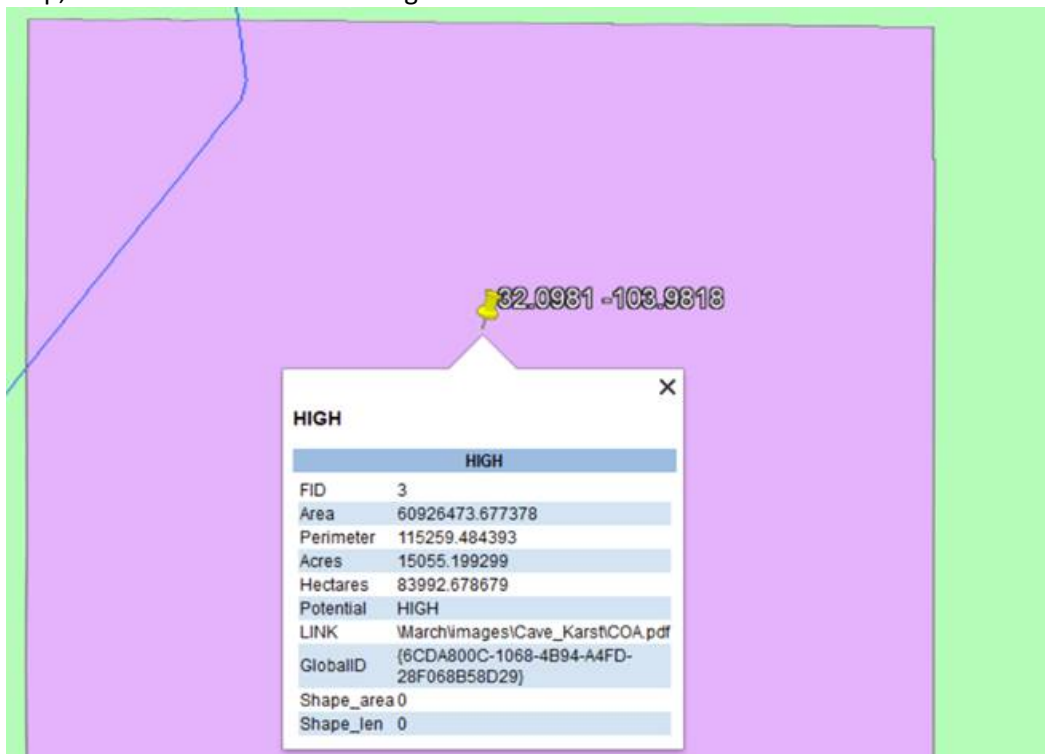 32.0981 -103.9818
HIGH
HIGH
FID 3
Area 60926473.677378
Perimeter 115259.484393
Acres 15055.199299
Hectares 83992.678679
Potential HIGH
LINK \\March\images\Cave_Karst\COA.pdf
GlobalID {6CDA800C-1068-4B94-A4FD-
28F068B58D29}
Shape_area 0
Shape_len 0